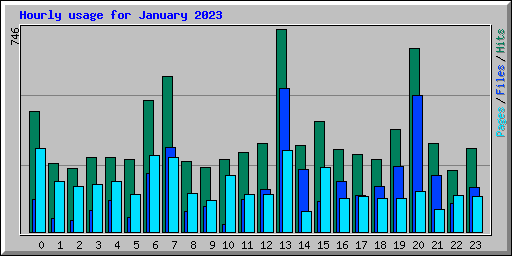 Hourly usage for January 2023
746
Pages/Files/Hits
0 1 2 3 4 5 6 7 8 9 10 11 12 13 14 15 16 17 18 19 20 21 22 23